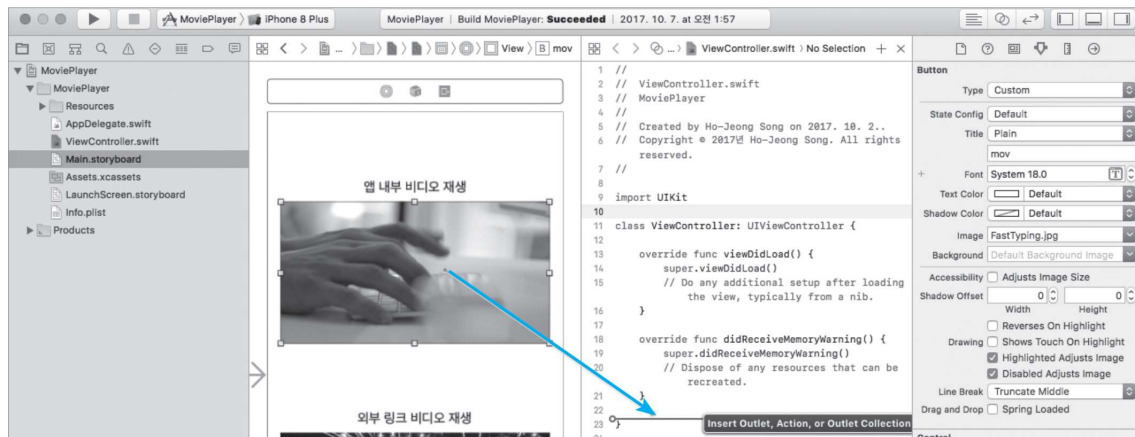 MoviePlayer 〉 iPhone 8 Plus
MoviePlayer | Build MoviePlayer: Succeeded | 2017. 10. 7. at 오전 1:57
View 〉 B mov
ViewController.swift 〉 No Selection
MoviePlayer
MoviePlayer
Resources
AppDelegate.swift
ViewController.swift
Main.storyboard
Assets.xcassets
LaunchScreen.storyboard
Info.plist
Products
앱 내부 비디오 재생
외부 링크 비디오 재생
1 //
2 // ViewController.swift
3 // MoviePlayer
4 //
5 // Created by Ho-Jeong Song on 2017. 10. 2..
6 // Copyright © 2017년 Ho-Jeong Song. All rights
reserved.
7 //
8
9 import UIKit
10
11 class ViewController: UIViewController {
12
13 override func viewDidLoad() {
14 super.viewDidLoad()
15 // Do any additional setup after loading
the view, typically from a nib.
16 }
17
18 override func didReceiveMemoryWarning() {
19 super.didReceiveMemoryWarning()
20 // Dispose of any resources that can be
recreated.
21 }
22
23 }
Insert Outlet, Action, or Outlet Collection
Button
Type Custom
State Config Default
Title Plain
mov
Font System 18.0
Text Color Default
Shadow Color Default
Image FastTyping.jpg
Background Default Background Image
Accessibility Adjusts Image Size
Shadow Offset 0 0
Width Height
Reverses On Highlight
Drawing Shows Touch On Highlight
Highlighted Adjusts Image
Disabled Adjusts Image
Line Break Truncate Middle
Drag and Drop Spring Loaded